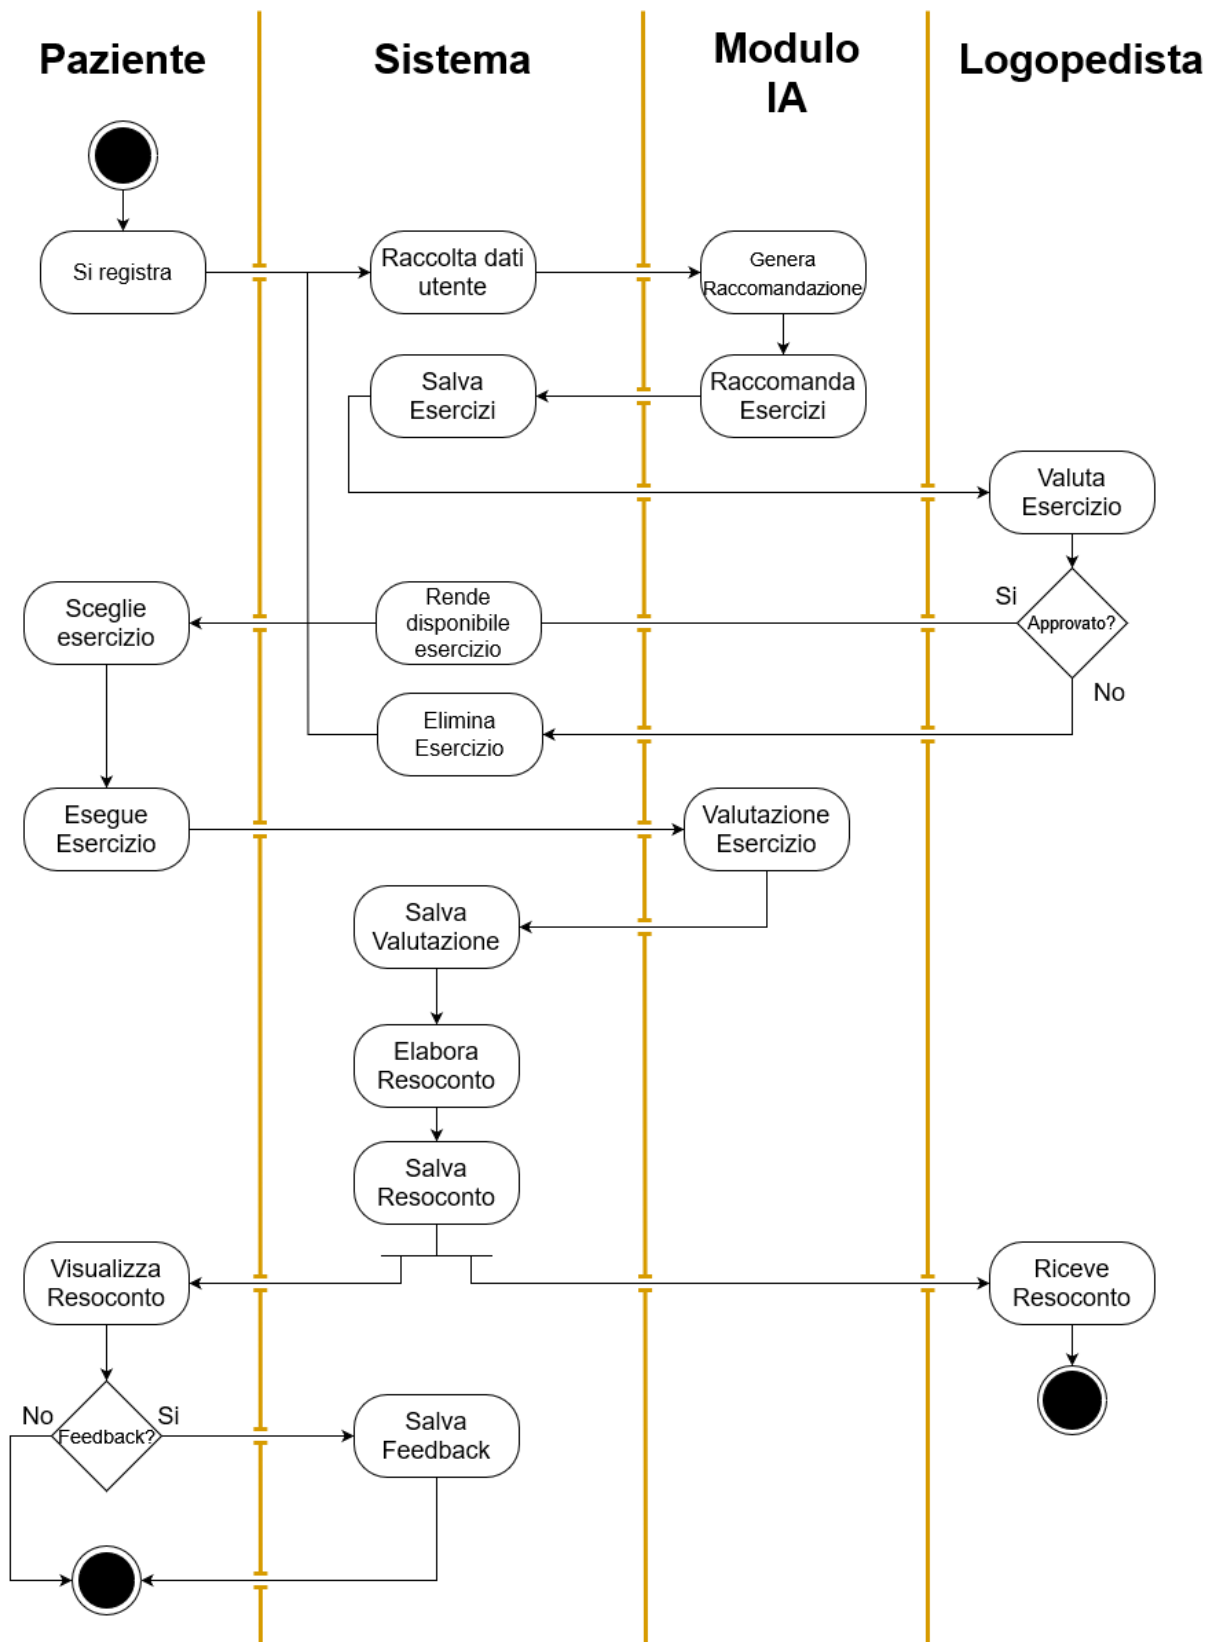 Paziente
Sistema
Modulo
IA
Logopedista
Si registra
Raccolta dati
utente
Genera
Raccomandazione
Salva
Esercizi
Raccomanda
Esercizi
Valuta
Esercizio
Sceglie
esercizio
Rende
disponibile
esercizio
Si
Approvato?
No
Elimina
Esercizio
Esegue
Esercizio
Valutazione
Esercizio
Salva
Valutazione
Elabora
Resoconto
Salva
Resoconto
Visualizza
Resoconto
Riceve
Resoconto
No
Feedback?
Si
Salva
Feedback